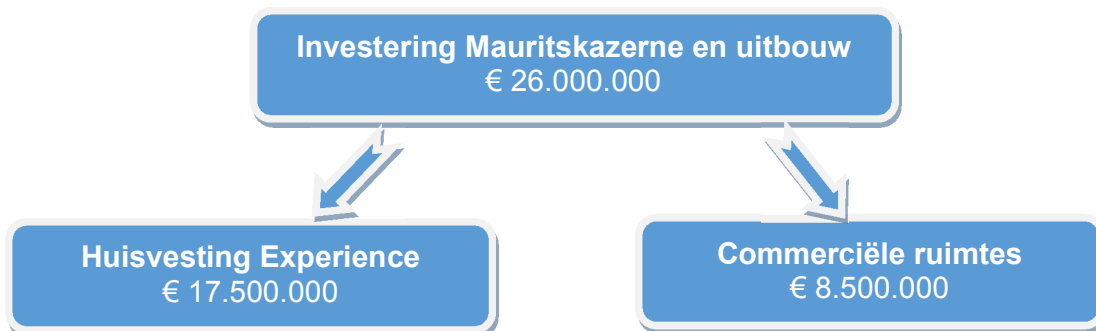 Investering Mauritskazerne en uitbouw
€ 26.000.000
Huisvesting Experience
€ 17.500.000
Commerciële ruimtes
€ 8.500.000